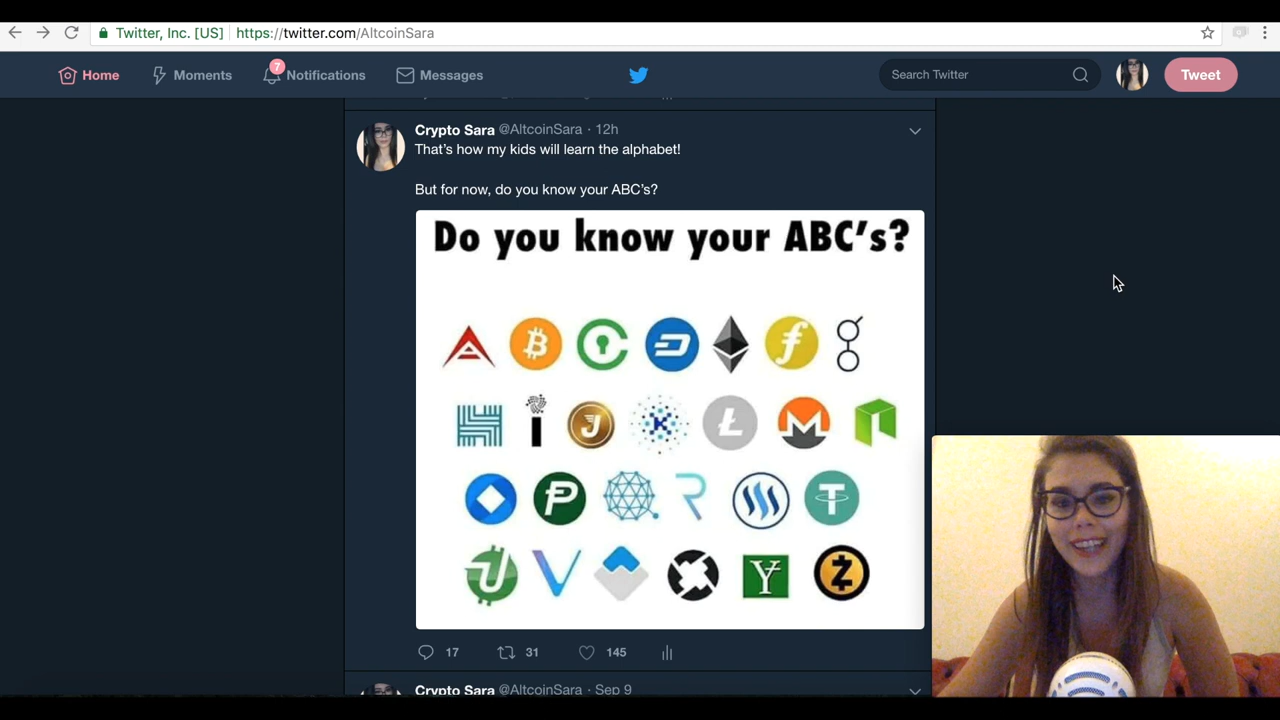 Twitter, Inc. [US] https://twitter.com/AltcoinSara
Home Moments 7 Notifications Messages Search Twitter Tweet
Crypto Sara @AltcoinSara · 12h
That's how my kids will learn the alphabet!
But for now, do you know your ABC's?
Do you know your ABC's?
17 31 145
Crypto Sara @AltcoinSara · Sep 9